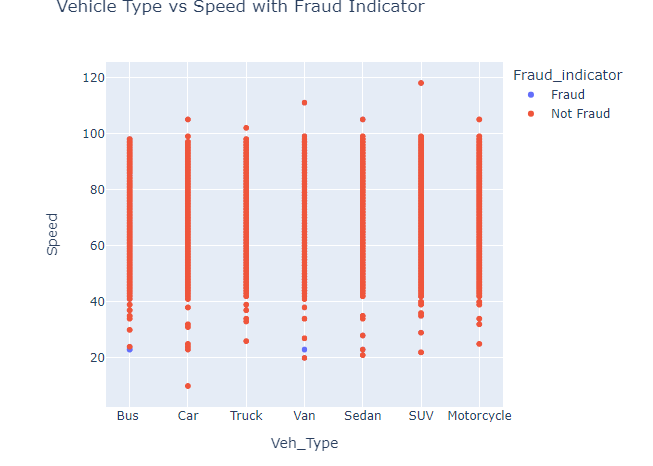 Vehicle Type vs Speed with Fraud Indicator
Fraud_indicator
Fraud
Not Fraud
120
100
80
60
40
20
Speed
Bus Car Truck Van Sedan SUV Motorcycle
Veh_Type